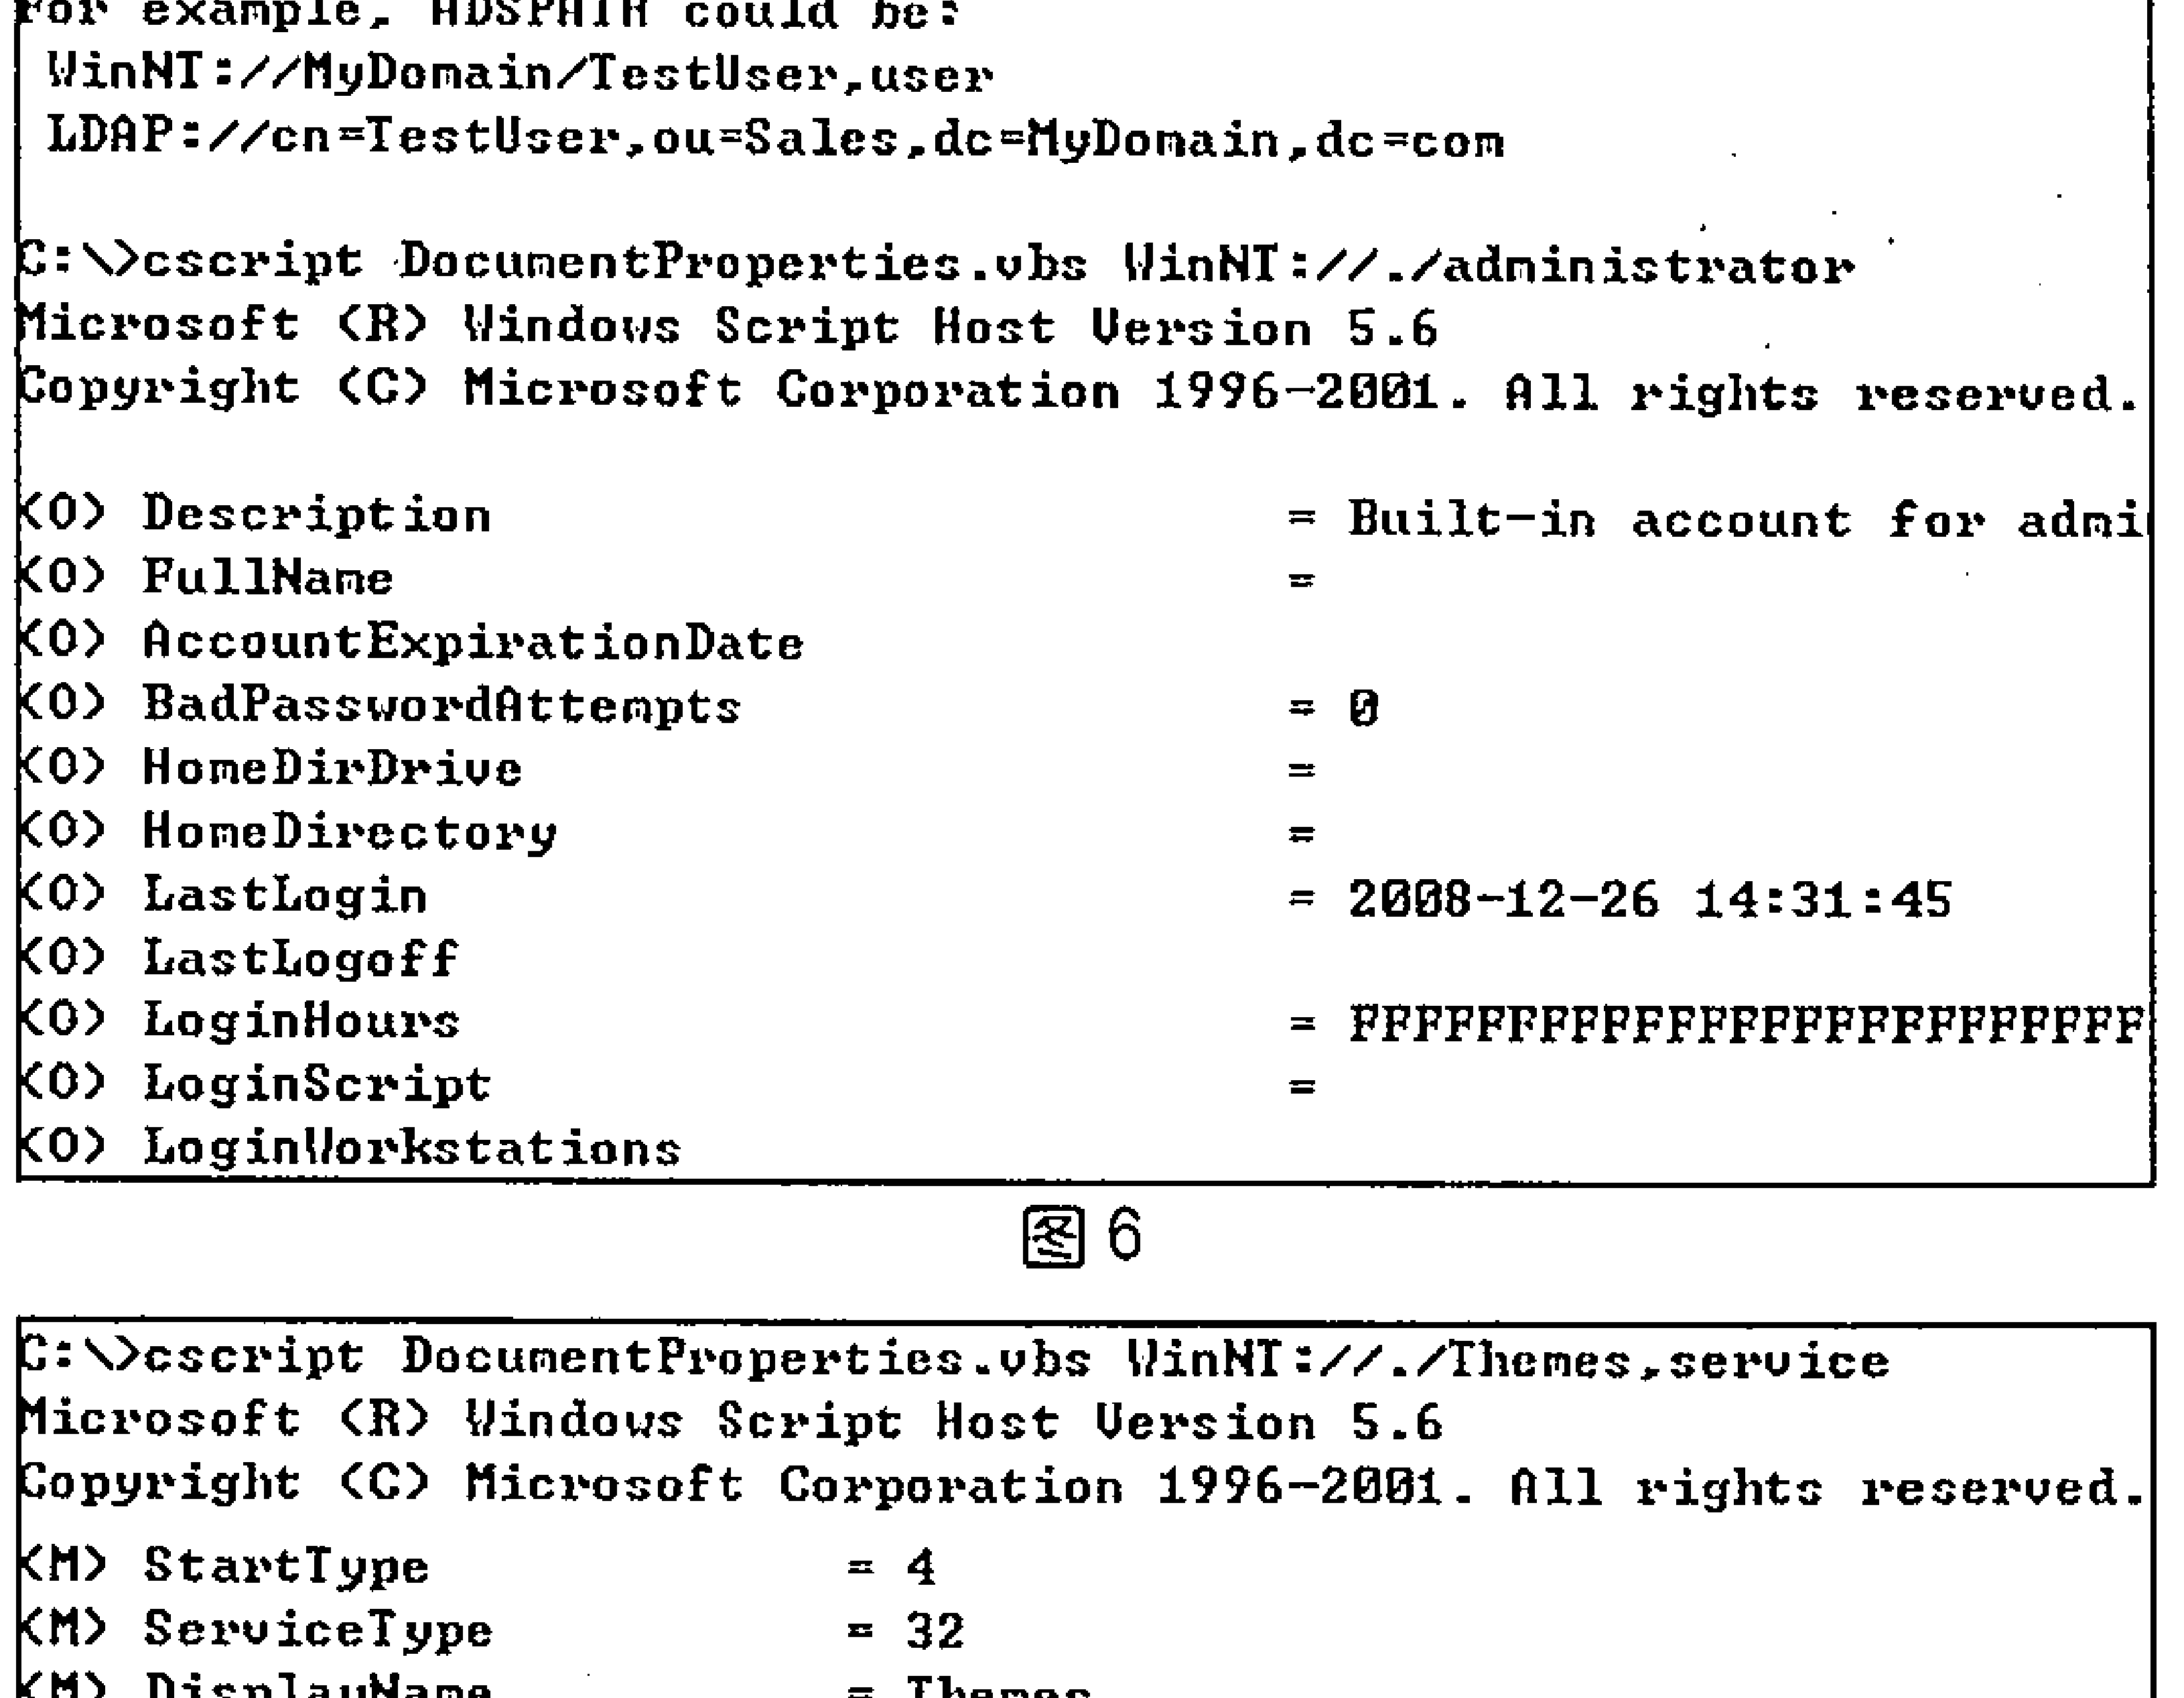 For example, ADSPATH could be:
WinNT://MyDomain/TestUser,user
LDAP://cn=TestUser,ou=Sales,dc=MyDomain,dc=com
C:\>cscript DocumentProperties.vbs WinNT://./administrator
Microsoft (R) Windows Script Host Version 5.6
Copyright (C) Microsoft Corporation 1996-2001. All rights reserved.
(O) Description = Built-in account for admi
(O) FullName =
(O) AccountExpirationDate
(O) BadPasswordAttempts = 0
(O) HomeDirDrive =
(O) HomeDirectory =
(O) LastLogin = 2008-12-26 14:31:45
(O) LastLogoff
(O) LoginHours = FFFFFFFFFFFFFFFFFFFFFFFFF
(O) LoginScript =
(O) LoginWorkstations
图 6
C:\>cscript DocumentProperties.vbs WinNT://./Themes,service
Microsoft (R) Windows Script Host Version 5.6
Copyright (C) Microsoft Corporation 1996-2001. All rights reserved.
(M) StartType = 4
(M) ServiceType = 32
(M) DisplayName = Themes